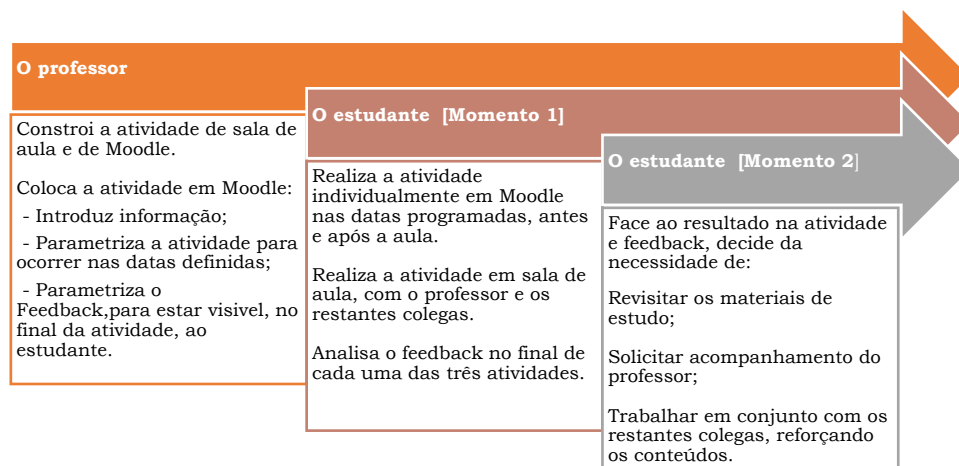 O professor
Constroi a atividade de sala de
aula e de Moodle.
Coloca a atividade em Moodle:
- Introduz informação;
- Parametriza a atividade para
ocorrer nas datas definidas;
- Parametriza o
Feedback,para estar visivel, no
final da atividade, ao
estudante.
O estudante [Momento 1]
Realiza a atividade
individualmente em Moodle
nas datas programadas, antes
e após a aula.
Realiza a atividade em sala de
aula, com o professor e os
restantes colegas.
Analisa o feedback no final de
cada uma das três atividades.
O estudante [Momento 2]
Face ao resultado na atividade
e feedback, decide da
necessidade de:
Revisitar os materiais de
estudo;
Solicitar acompanhamento do
professor;
Trabalhar em conjunto com os
restantes colegas, reforçando
os conteúdos.